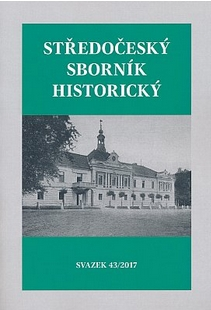 STŘEDOČESKÝ
SBORNÍK
HISTORICKÝ
SVAZEK 43/2017